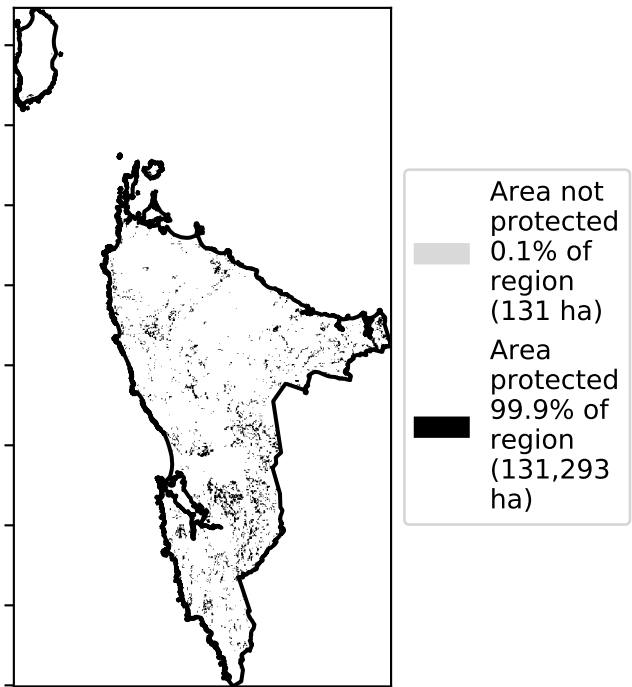 Area not
protected
0.1% of
region
(131 ha)
Area
protected
99.9% of
region
(131,293
ha)